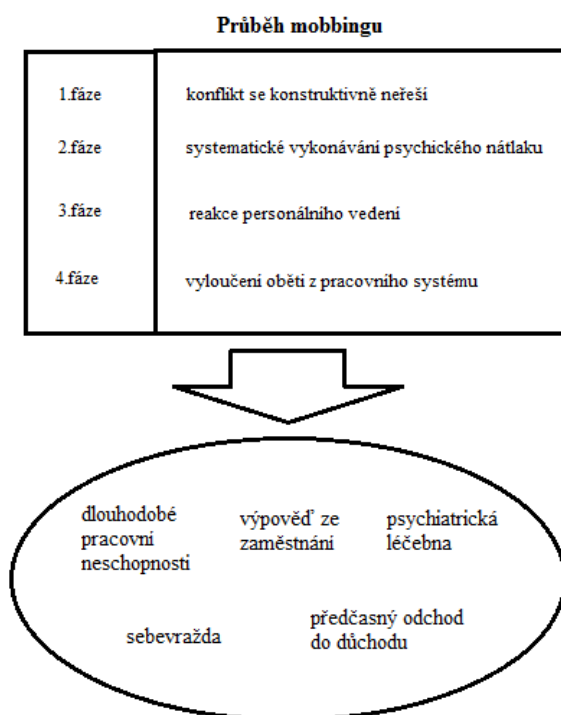 Průběh mobbingu
1.fáze konflikt se konstruktivně neřeší
2.fáze systematické vykonávání psychického nátlaku
3.fáze reakce personálního vedení
4.fáze vyloučení oběti z pracovního systému
dlouhodobé
pracovní
neschopnosti
výpověď ze
zaměstnání
psychiatrická
léčebna
sebevražda
předčasný odchod
do důchodu